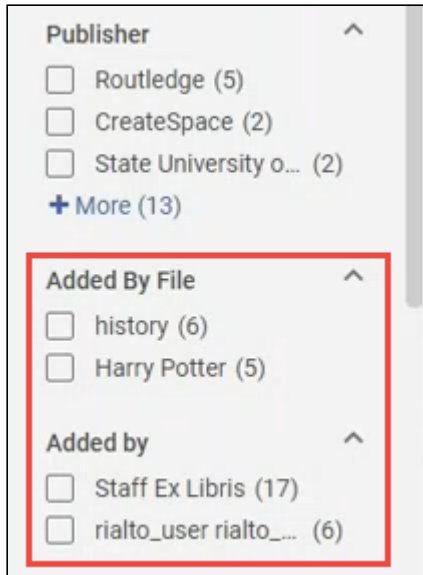 Publisher
Routledge (5)
CreateSpace (2)
State University o... (2)
+ More (13)
Added By File
history (6)
Harry Potter (5)
Added by
Staff Ex Libris (17)
rialto_user rialto_... (6)